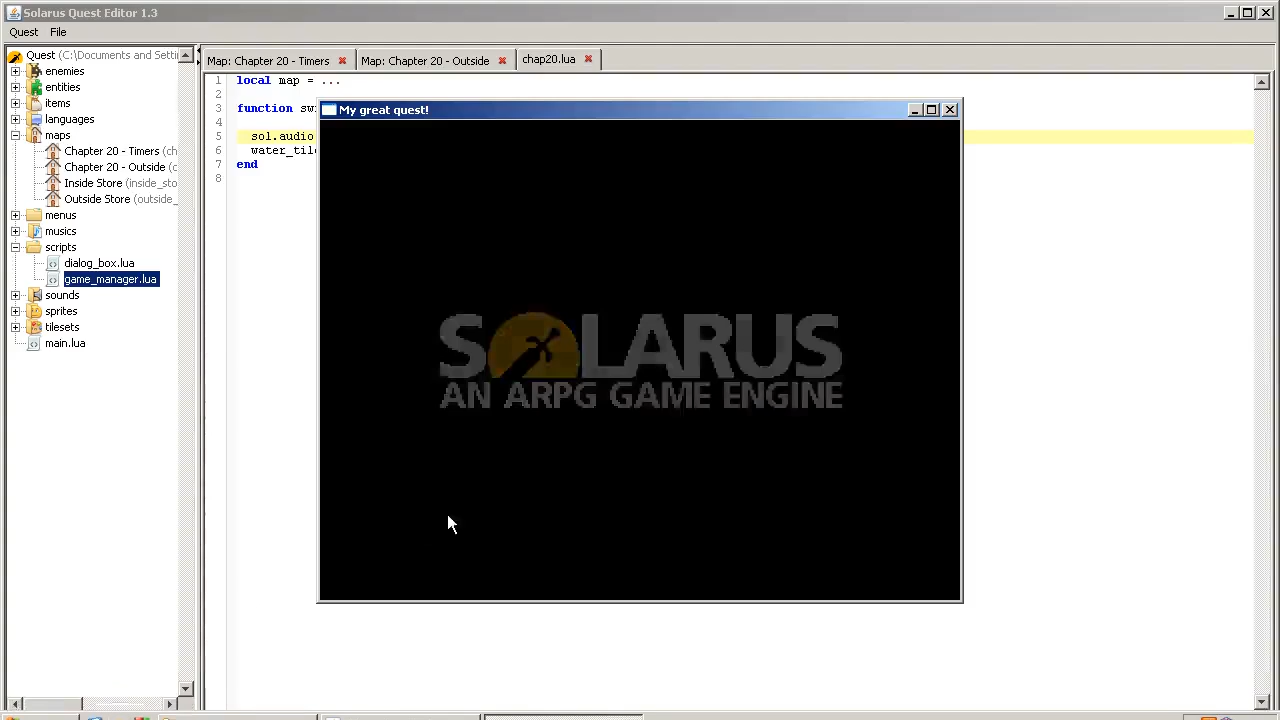 Solarus Quest Editor 1.3
Quest File
Quest (C:\Documents and Settin
enemies
entities
items
languages
maps
Chapter 20 - Timers (ch
Chapter 20 - Outside (c
Inside Store (inside_sto
Outside Store (outside_
menus
musics
scripts
dialog_box.lua
game_manager.lua
sounds
sprites
tilesets
main.lua
Map: Chapter 20 - Timers
Map: Chapter 20 - Outside
chap20.lua
1 local map = ...
2
3 function sw
4
5 sol.audio
6 water_tile
7 end
8
My great quest!
SOLARUS
AN ARPG GAME ENGINE